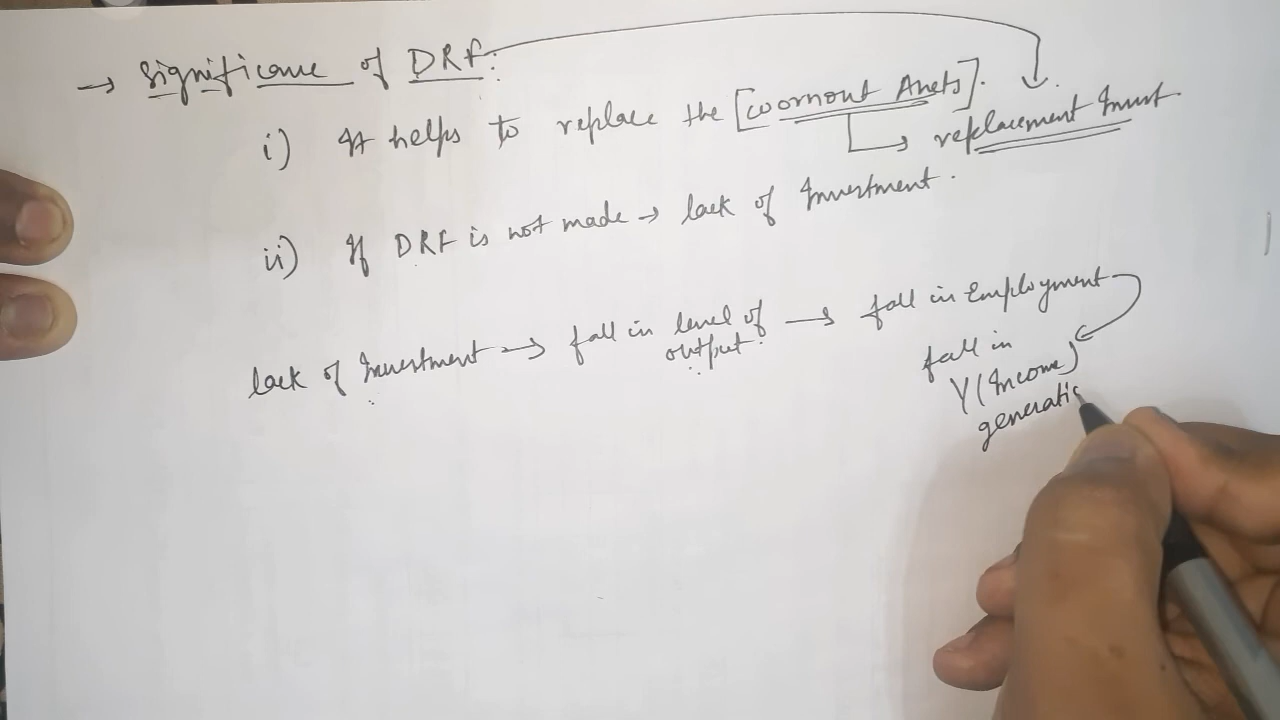 → Significance of DRF:
i) It helps to replace the [wornout Assets].
→ replacement Invst.
ii) If DRF is not made → lack of Investment.
lack of Investment → fall in level of output → fall in Employment
fall in
Y (Income)
generatio